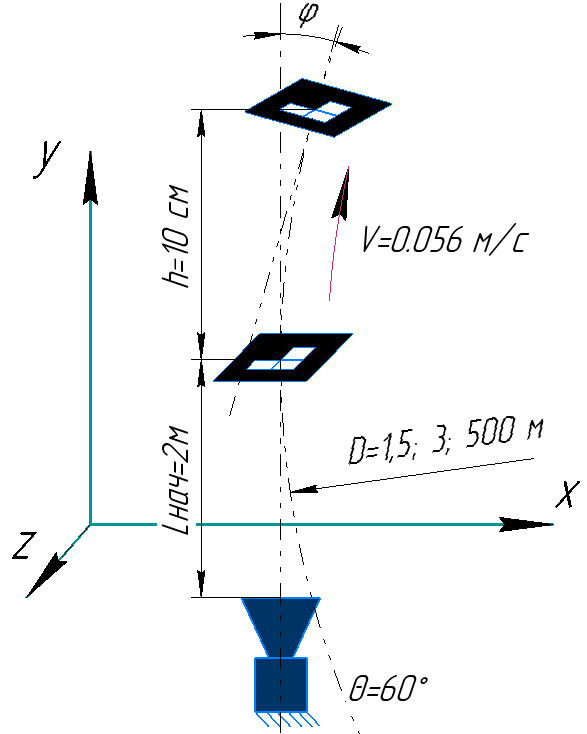 φ
y
h=10 см
V=0.056 м/с
D=1,5; 3; 500 м
Lнач=2м
x
z
θ=60°